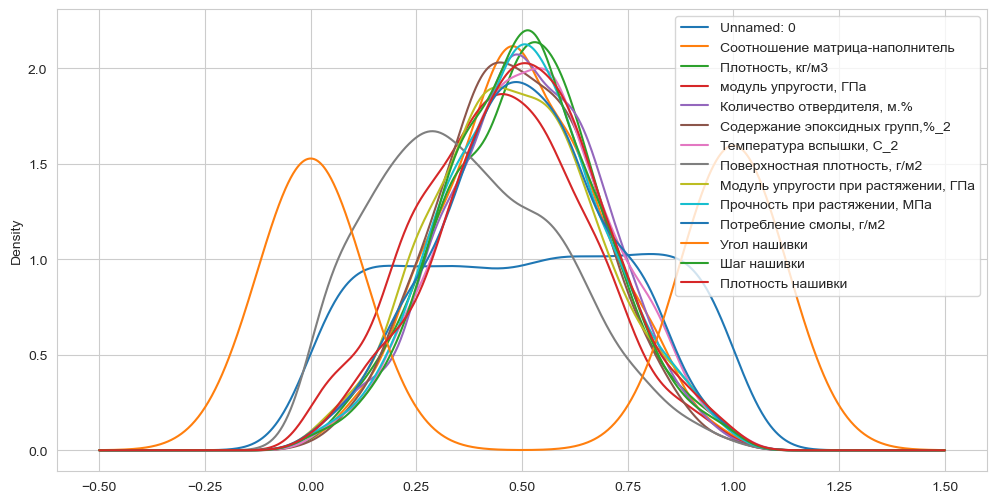 Unnamed: 0
Соотношение матрица-наполнитель
Плотность, кг/м3
модуль упругости, ГПа
Количество отвердителя, м.%
Содержание эпоксидных групп,%_2
Температура вспышки, С_2
Поверхностная плотность, г/м2
Модуль упругости при растяжении, ГПа
Прочность при растяжении, МПа
Потребление смолы, г/м2
Угол нашивки
Шаг нашивки
Плотность нашивки
Density
2.0
1.5
1.0
0.5
0.0
−0.50 −0.25 0.00 0.25 0.50 0.75 1.00 1.25 1.50